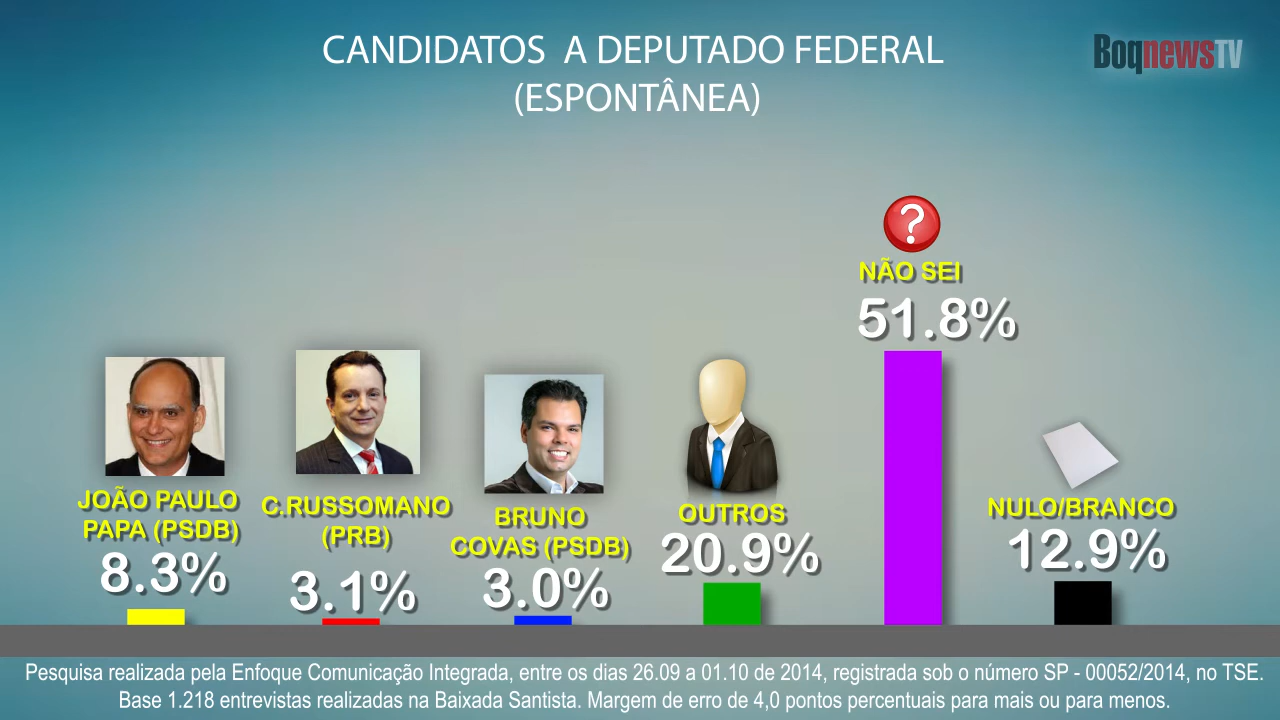 CANDIDATOS A DEPUTADO FEDERAL
(ESPONTÂNEA)
BoqnewsTV
?
NÃO SEI
51.8%
JOÃO PAULO
PAPA (PSDB)
8.3%
C.RUSSOMANO
(PRB)
3.1%
BRUNO
COVAS (PSDB)
3.0%
OUTROS
20.9%
NULO/BRANCO
12.9%
Pesquisa realizada pela Enfoque Comunicação Integrada, entre os dias 26.09 a 01.10 de 2014, registrada sob o número SP - 00052/2014, no TSE.
Base 1.218 entrevistas realizadas na Baixada Santista. Margem de erro de 4,0 pontos percentuais para mais ou para menos.